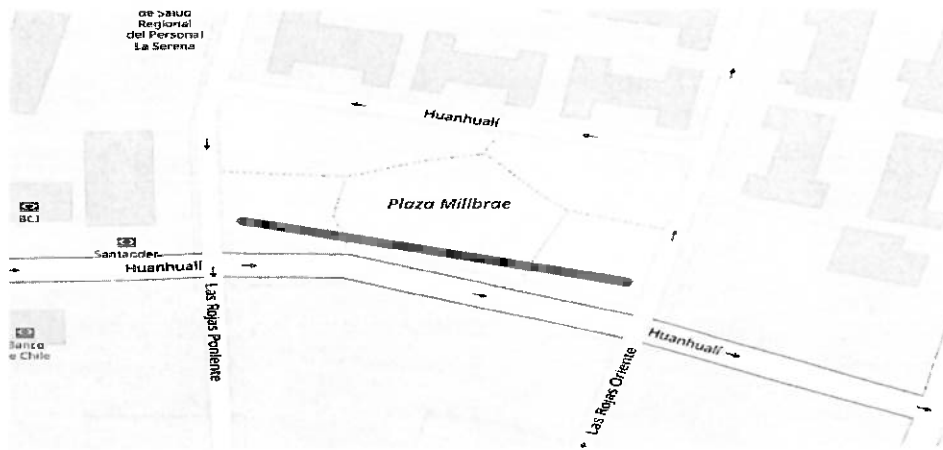 de Salud
Regional
del Personal
La Serena
Huanhualí
Plaza Millbrae
BCI
Santander
Huanhualí
Las Rojas Poniente
Banco
e Chile
Huanhualí
Las Rojas Oriente